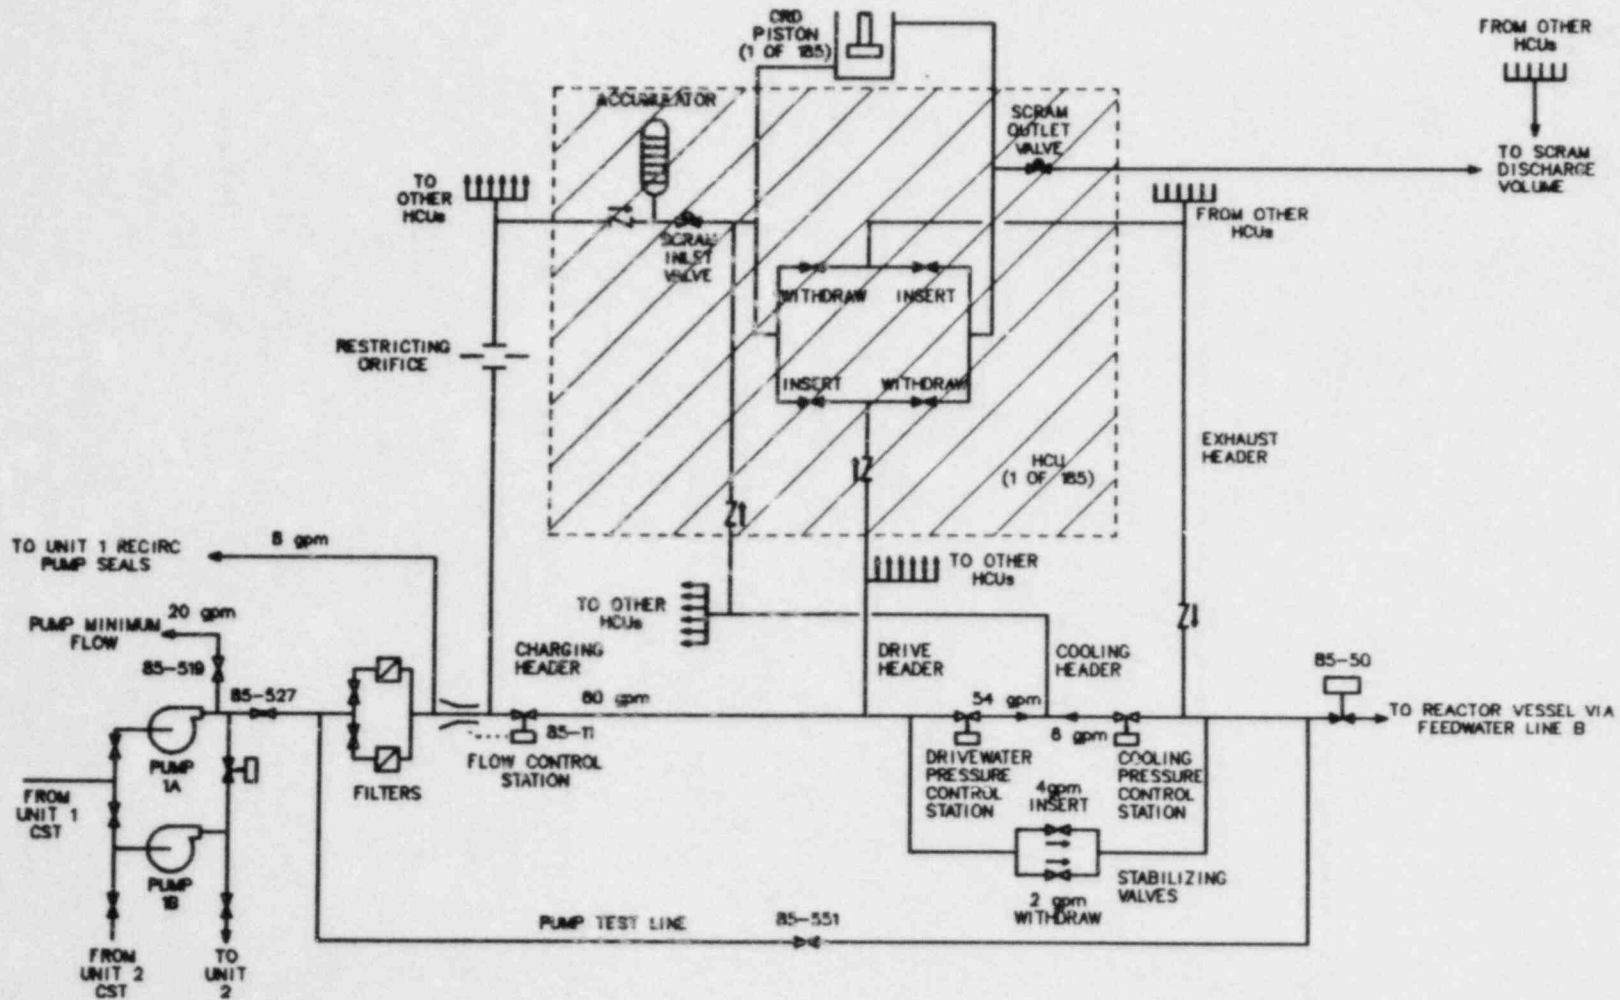 CRD
PISTON
(1 OF 185)
FROM OTHER
HCUs
ACCUMULATOR
SCRAM
OUTLET
VALVE
TO SCRAM
DISCHARGE
VOLUME
TO
OTHER
HCUs
FROM OTHER
HCUs
SCRAM
INLET
VALVE
WITHDRAW
INSERT
RESTRICTING
ORIFICE
INSERT
WITHDRAW
EXHAUST
HEADER
HCU
(1 OF 185)
8 gpm
TO UNIT 1 RECIRC
PUMP SEALS
TO OTHER
HCUs
TO OTHER
HCUs
20 gpm
PUMP MINIMUM
FLOW
CHARGING
HEADER
DRIVE
HEADER
COOLING
HEADER
85-50
85-519
85-527
60 gpm
54 gpm
TO REACTOR VESSEL VIA
FEEDWATER LINE B
85-11
6 gpm
FLOW CONTROL
STATION
DRIVEWATER
PRESSURE
CONTROL
STATION
COOLING
PRESSURE
CONTROL
STATION
PUMP
1A
FILTERS
4gpm
INSERT
FROM
UNIT 1
CST
PUMP
1B
STABILIZING
VALVES
2 gpm
WITHDRAW
PUMP TEST LINE
85-551
FROM
UNIT 2
CST
TO
UNIT
2